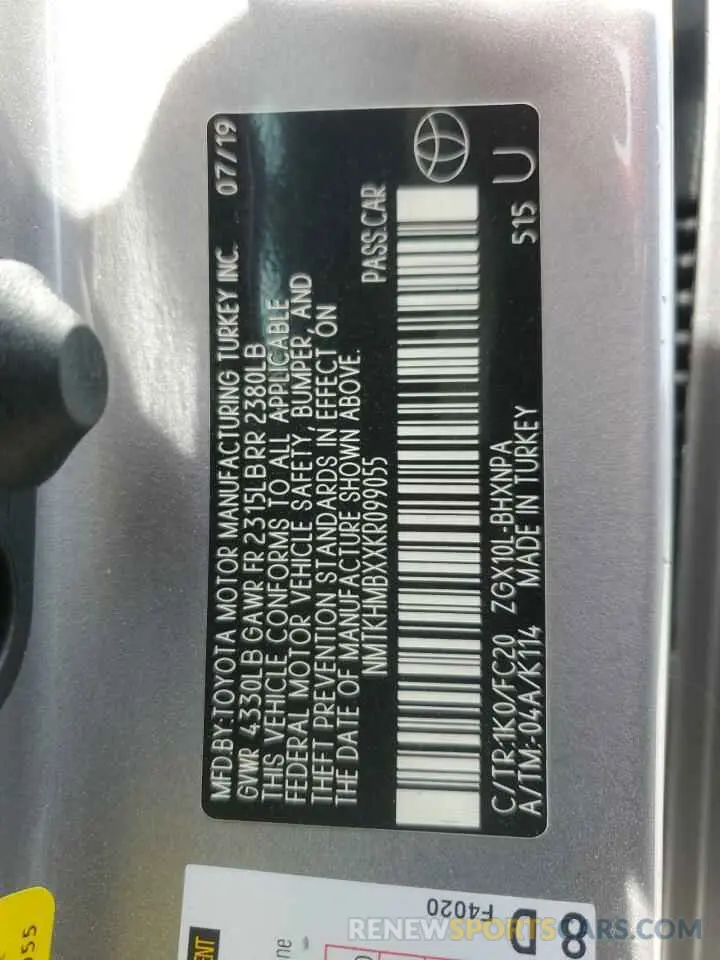 MFD.BY:TOYOTA MOTOR MANUFACTURING TURKEY INC. 07/19
GVWR 4330LB GAWR FR 2315LB RR 2380LB
THIS VEHICLE CONFORMS TO ALL APPLICABLE
FEDERAL MOTOR VEHICLE SAFETY, BUMPER, AND
THEFT PREVENTION STANDARDS IN EFFECT ON
THE DATE OF MANUFACTURE SHOWN ABOVE.
NMTKHMBXXKR099055 PASS.CAR
C/TR:1K0/FC20 ZGX10L-BHXNPA 515 U
A/TM:-04A/K114 MADE IN TURKEY
8
D
F4020
55
RENEWSPORTSCARS.COM